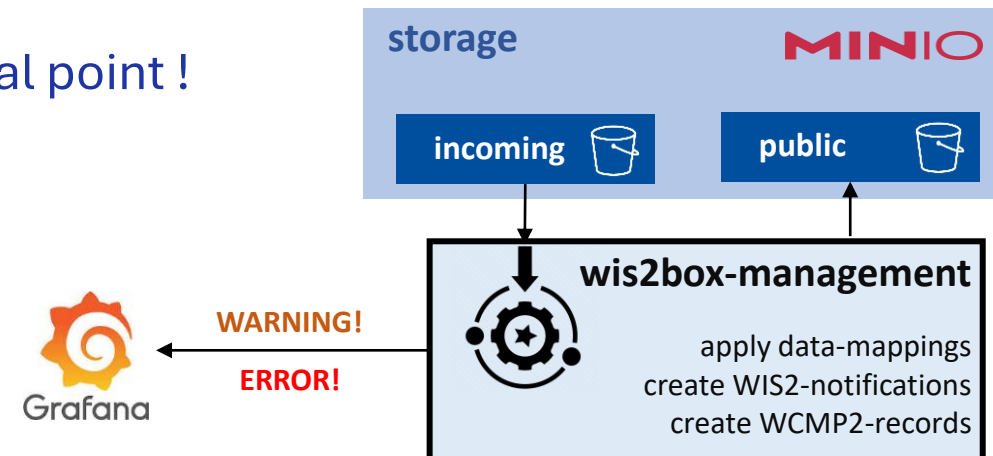 al point !
storage
MINIO
incoming
public
wis2box-management
apply data-mappings
create WIS2-notifications
create WCMP2-records
WARNING!
ERROR!
Grafana